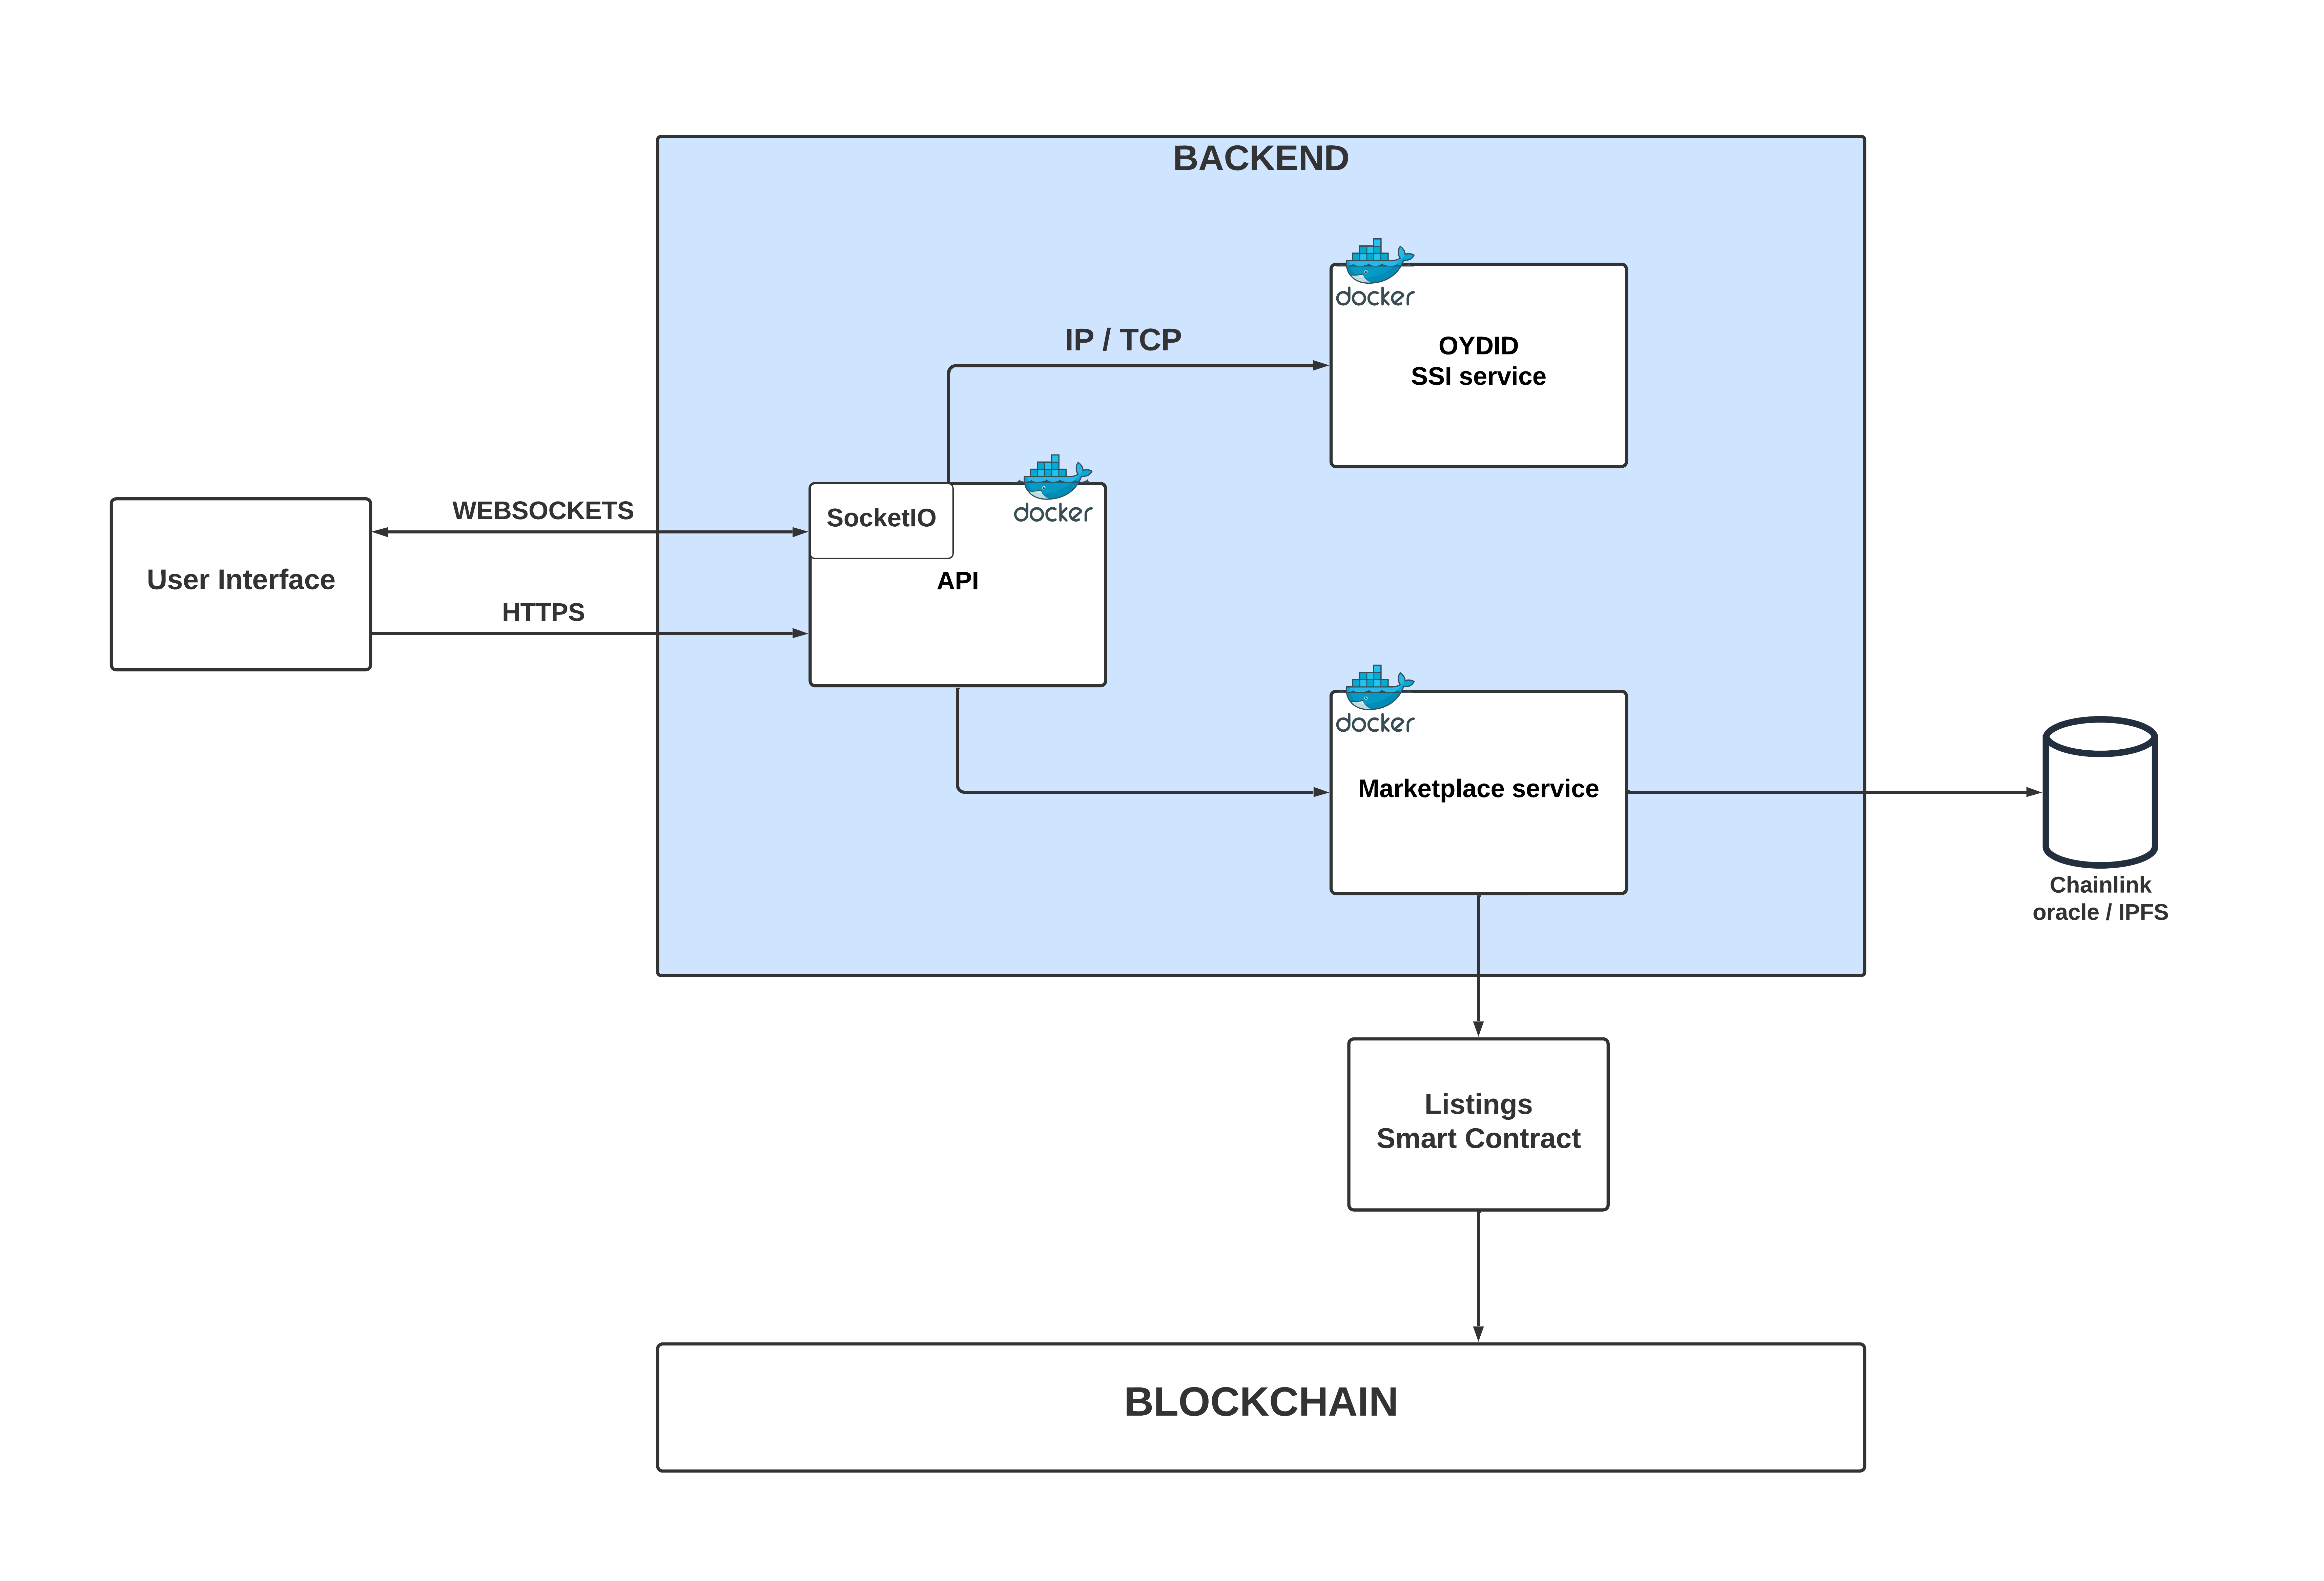 BACKEND
docker
OYDID
SSI service
IP / TCP
WEBSOCKETS
SocketIO
docker
API
User Interface
HTTPS
docker
Marketplace service
Chainlink
oracle / IPFS
Listings
Smart Contract
BLOCKCHAIN